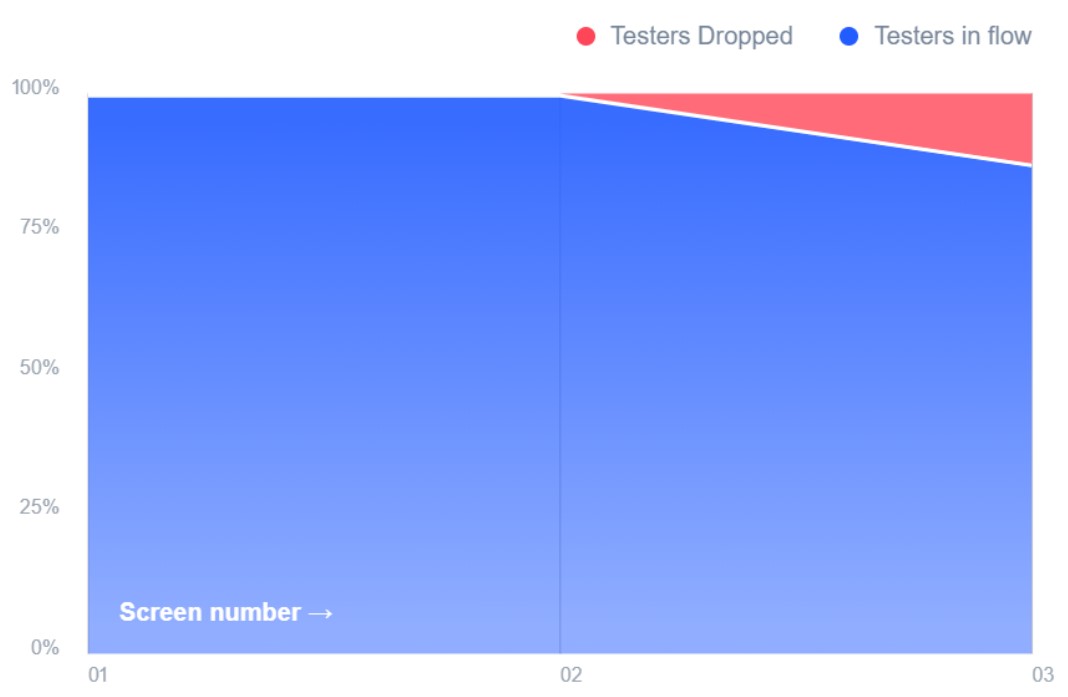 Testers Dropped Testers in flow
100%
75%
50%
25%
Screen number →
0%
01 02 03